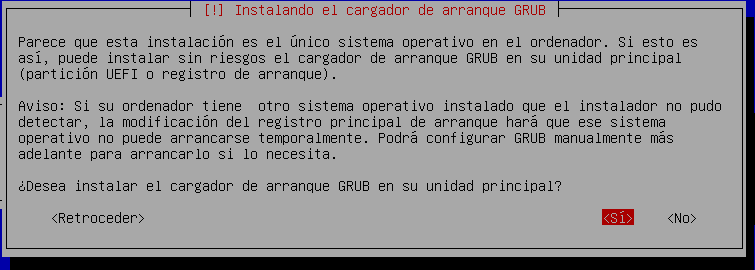 [!] Instalando el cargador de arranque GRUB
Parece que esta instalación es el único sistema operativo en el ordenador. Si esto es
así, puede instalar sin riesgos el cargador de arranque GRUB en su unidad principal
(partición UEFI o registro de arranque).
Aviso: Si su ordenador tiene  otro sistema operativo instalado que el instalador no pudo
detectar, la modificación del registro principal de arranque hará que ese sistema
operativo no puede arrancarse temporalmente. Podrá configurar GRUB manualmente más
adelante para arrancarlo si lo necesita.
¿Desea instalar el cargador de arranque GRUB en su unidad principal?
<Retroceder> <Sí> <No>